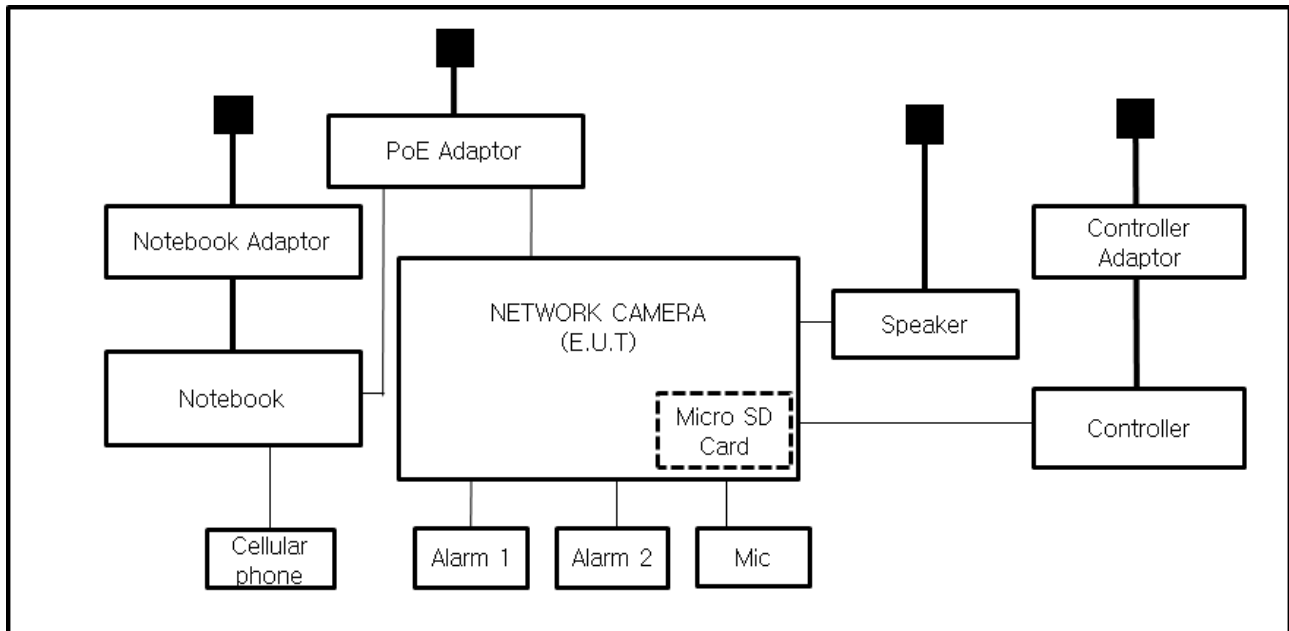 PoE Adaptor
Notebook Adaptor
Controller
Adaptor
NETWORK CAMERA
(E.U.T)
Speaker
Notebook
Micro SD
Card
Controller
Cellular
phone
Alarm 1
Alarm 2
Mic